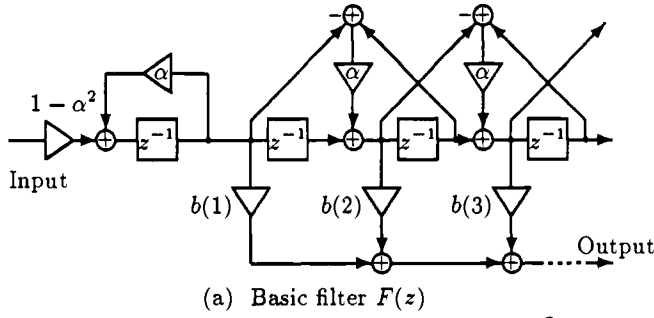 − −
α α α
1 − α²
z⁻¹ z⁻¹ z⁻¹ z⁻¹
Input
b(1) b(2) b(3)
Output
(a) Basic filter F(z)